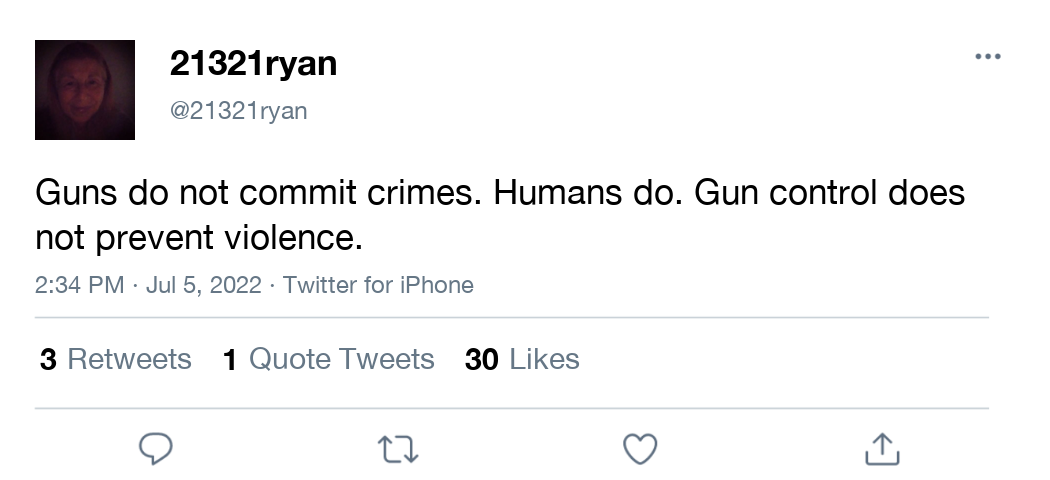 21321ryan
@21321ryan
Guns do not commit crimes. Humans do. Gun control does
not prevent violence.
2:34 PM · Jul 5, 2022 · Twitter for iPhone
3 Retweets 1 Quote Tweets 30 Likes